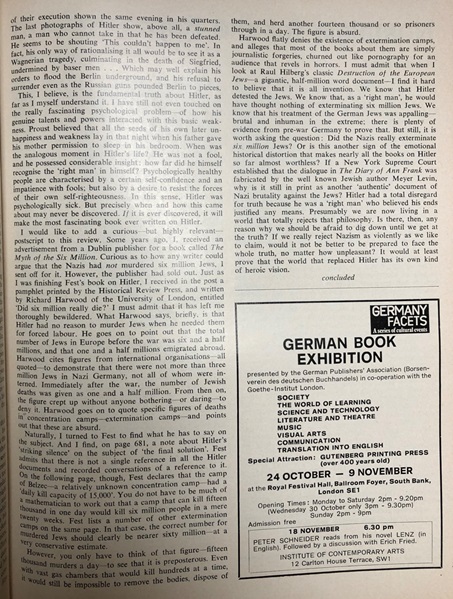 of their execution shown the same evening in his quarters.
The last photographs of Hitler show, above all, a stunned
man, a man who cannot take in that he has been defeated.
He seems to be shouting 'This couldn't happen to me'. In
fact, his only way of rationalising it all would be to see it as a
Wagnerian tragedy, culminating in the death of Siegfried,
undermined by baser men . . . . Which may well explain his
orders to flood the Berlin underground, and his refusal to
surrender even as the Russian guns pounded Berlin to pieces.
This, I believe, is the fundamental truth about Hitler, as
far as I myself understand it. I have still not even touched on
the really fascinating psychological problem—of how his
genuine talents and powers interacted with this basic weak-
ness. Proust believed that all the seeds of his own later un-
happiness and weakness lay in that night when his father gave
his mother permission to sleep in his bedroom. When was
the analogous moment in Hitler's life? He was not a fool,
and he possessed considerable insight: how far did he himself
recognise the 'right man' in himself? Psychologically healthy
people are characterised by a certain self-confidence and an
impatience with fools; but also by a desire to resist the forces
of their own self-righteousness. In this sense, Hitler was
psychologically sick. But precisely when and how this came
about may never be discovered. If it is ever discovered, it will
make the most fascinating book ever written on Hitler.
I would like to add a curious—but highly relevant—
postscript to this review. Some years ago, I received an
advertisement from a Dublin publisher for a book called The
Myth of the Six Million. Curious as to how any writer could
argue that the Nazis had not murdered six million Jews, I
sent off for it. However, the publisher had sold out. Just as
I was finishing Fest's book on Hitler, I received in the post a
pamphlet printed by the Historical Review Press, and written
by Richard Harwood of the University of London, entitled
'Did six million really die?' I must admit that it has left me
thoroughly bewildered. What Harwood says, briefly, is that
Hitler had no reason to murder Jews when he needed them
for forced labour. He goes on to point out that the total
number of Jews in Europe before the war was six and a half
millions, and that one and a half millions emigrated abroad.
Harwood cites figures from international organisations—all
quoted—to demonstrate that there were not more than three
million Jews in Nazi Germany, not all of whom were in-
terned. Immediately after the war, the number of Jewish
deaths was given as one and a half million. From then on,
the figure crept up without anyone bothering—or daring—to
deny it. Harwood goes on to quote specific figures of deaths
in concentration camps—extermination camps—and points
out that these are absurd.
Naturally, I turned to Fest to find what he has to say on
the subject. And I find, on page 681, a note about Hitler's
'striking silence' on the subject of 'the final solution'. Fest
admits that there is not a single reference in all the Hitler
documents and recorded conversations of a reference to it.
On the following page, though, Fest declares that the camp
of Belzec—a relatively unknown concentration camp—had a
'daily kill capacity of 15,000'. You do not have to be much of
a mathematician to work out that a camp that can kill fifteen
thousand in one day would kill six million people in a mere
twenty weeks. Fest lists a number of other extermination
camps on the same page. In that case, the correct number for
murdered Jews should clearly be nearer sixty million—at a
very conservative estimate.
However, you only have to think of that figure—fifteen
thousand murders a day—to see that it is preposterous. Even
with vast gas chambers that would kill hundreds at a time,
it would still be impossible to remove the bodies, dispose of
them, and herd another fourteen thousand or so prisoners
through in a day. The figure is absurd.
Harwood flatly denies the existence of extermination camps,
and alleges that most of the books about them are simply
journalistic forgeries, churned out like pornography for an
audience that revels in horrors. I must admit that when I
look at Raul Hilberg's classic Destruction of the European
Jews—a gigantic, half-million word document—I find it hard
to believe that it is all invention. We know that Hitler
detested the Jews. We know that, as a 'right man', he would
have thought nothing of exterminating six million Jews. We
know that his treatment of the German Jews was appalling—
brutal and inhuman in the extreme; there is plenty of
evidence from pre-war Germany to prove that. But still, it is
worth asking the question: Did the Nazis really exterminate
six million Jews? Or is this another sign of the emotional
historical distortion that makes nearly all the books on Hitler
so far almost worthless? If a New York Supreme Court
established that the dialogue in The Diary of Ann Frank was
fabricated by the well known Jewish author Meyer Levin,
why is it still in print as another 'authentic' document of
Nazi brutality against the Jews? Hitler had a total disregard
for truth because he was a 'right man' who believed his ends
justified any means. Presumably we are now living in a
world that totally rejects that philosophy. Is there, then, any
reason why we should be afraid to dig down until we get at
the truth? If we really reject Nazism as violently as we like
to claim, would it not be better to be prepared to face the
whole truth, no matter how unpleasant? It would at least
prove that the world that replaced Hitler has its own kind
of heroic vision.
concluded
GERMANY
FACETS
A series of cultural events
GERMAN BOOK
EXHIBITION
presented by the German Publishers' Association (Borsen-
verein des deutschen Buchhandels) in co-operation with the
Goethe-Institut London.
SOCIETY
THE WORLD OF LEARNING
SCIENCE AND TECHNOLOGY
LITERATURE AND THEATRE
MUSIC
VISUAL ARTS
COMMUNICATION
TRANSLATION INTO ENGLISH
Special Attraction: GUTENBERG PRINTING PRESS
(over 400 years old)
24 OCTOBER — 9 NOVEMBER
at the Royal Festival Hall, Ballroom Foyer, South Bank,
London SE1
Opening Times: Monday to Saturday 2pm - 9.20pm
(Wednesday 30 October only 3pm - 9.30pm)
Sunday 2pm - 9pm
Admission free
18 NOVEMBER 6.30 pm
PETER SCHNEIDER reads from his novel LENZ (in
English). Followed by a discussion with Erich Fried.
INSTITUTE OF CONTEMPORARY ARTS
12 Carlton House Terrace, SW1